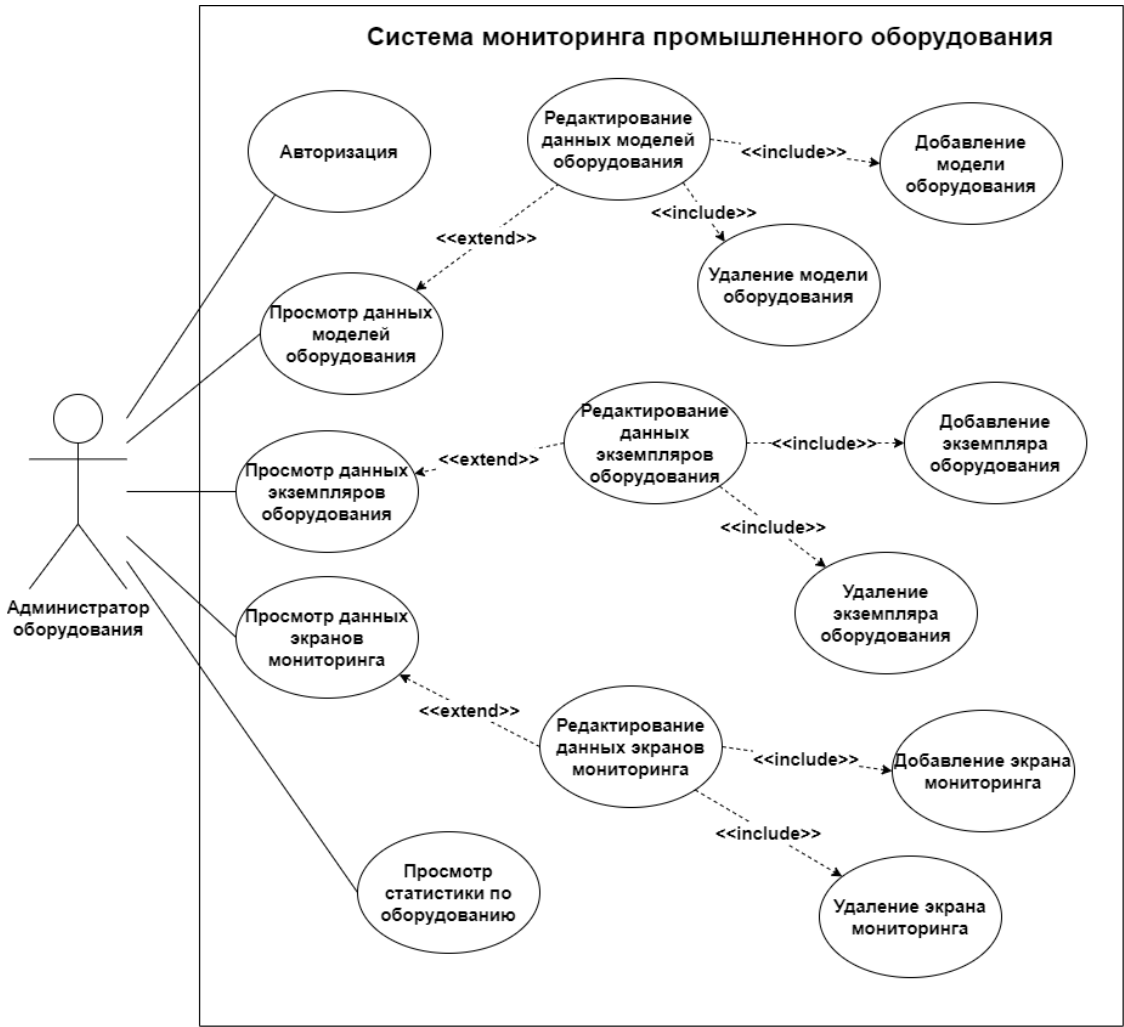 Система мониторинга промышленного оборудования
Авторизация
Редактирование
данных моделей
оборудования
<<include>>
Добавление
модели
оборудования
<<include>>
<<extend>>
Удаление модели
оборудования
Просмотр данных
моделей
оборудования
Редактирование
данных
экземпляров
оборудования
<<include>>
Добавление
экземпляра
оборудования
<<extend>>
Просмотр данных
экземпляров
оборудования
<<include>>
Удаление
экземпляра
оборудования
Администратор
оборудования
Просмотр данных
экранов
мониторинга
<<extend>>
Редактирование
данных экранов
мониторинга
<<include>>
Добавление экрана
мониторинга
<<include>>
Просмотр
статистики по
оборудованию
Удаление экрана
мониторинга